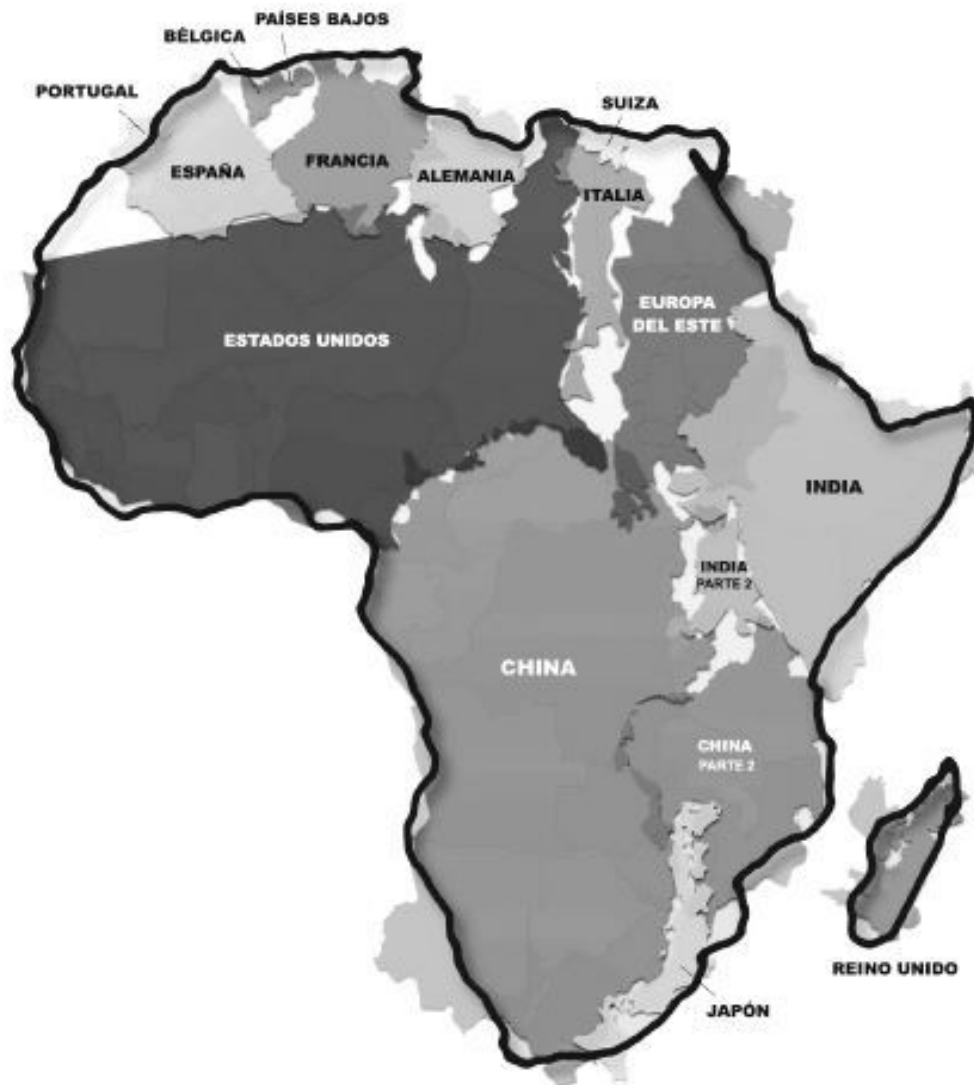 PAÍSES BAJOS
BÉLGICA
PORTUGAL
SUIZA
ESPAÑA
FRANCIA
ALEMANIA
ITALIA
ESTADOS UNIDOS
EUROPA
DEL ESTE
INDIA
INDIA
PARTE 2
CHINA
CHINA
PARTE 2
REINO UNIDO
JAPÓN